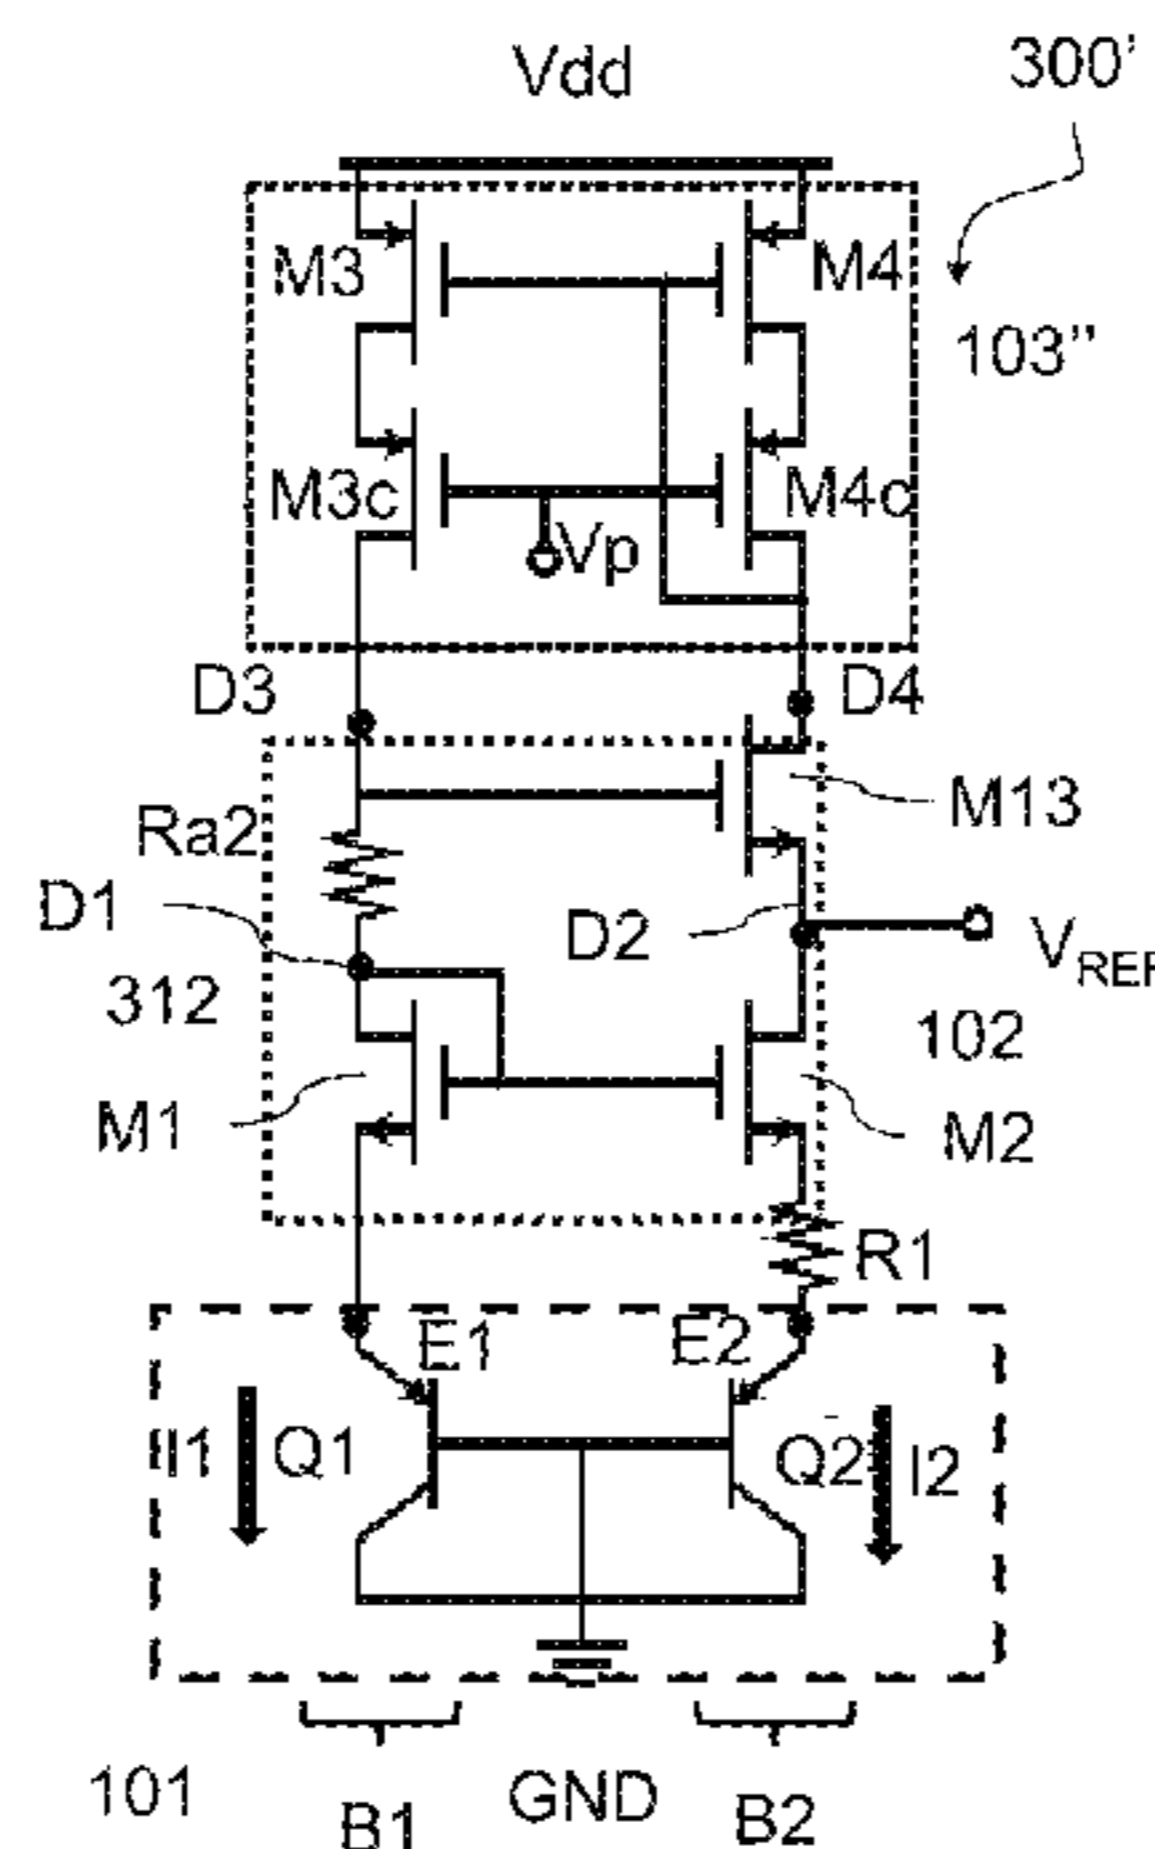 Vdd
300'
M3
M4
103”
M3c
M4c
Vp
D3
D4
Ra2
M13
D1
D2
312
VREF
102
M1
M2
R1
E1
E2
I1
Q1
Q2
I2
101
B1
GND
B2